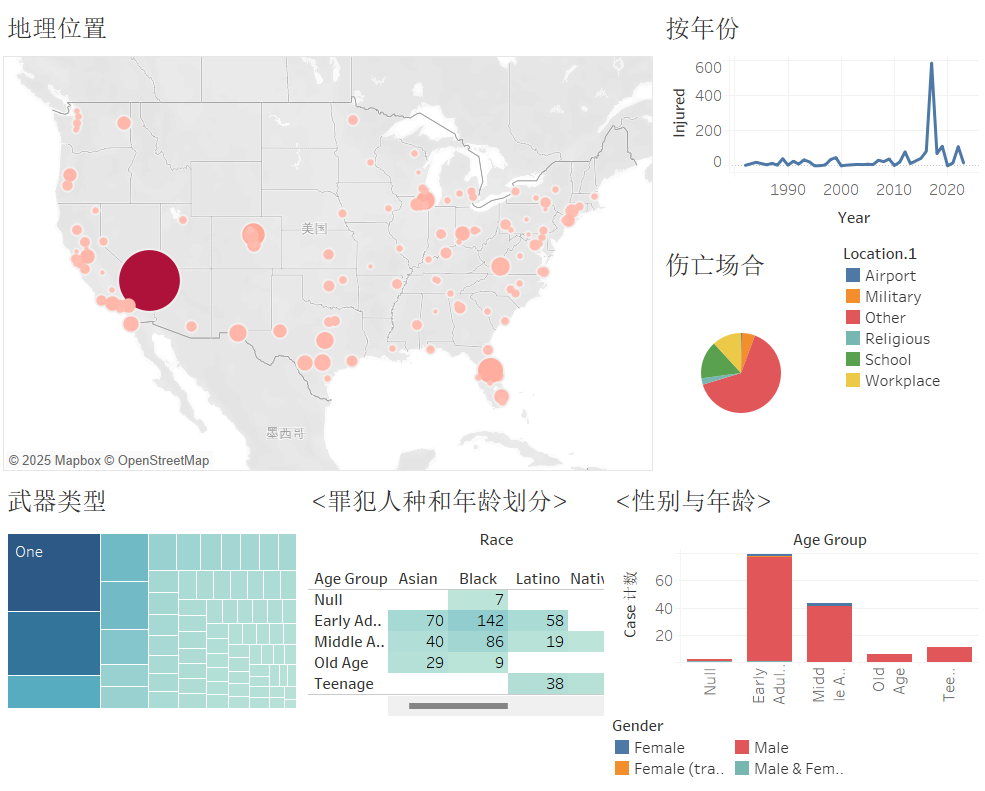 地理位置
美国
墨西哥
© 2025 Mapbox © OpenStreetMap
按年份
Injured
600
400
200
0
1990 2000 2010 2020
Year
伤亡场合
Location.1
Airport
Military
Other
Religious
School
Workplace
武器类型
One
<罪犯人种和年龄划分>
Race
Age Group Asian Black Latino Nativ
Null 7
Early Ad.. 70 142 58
Middle A.. 40 86 19
Old Age 29 9
Teenage 38
<性别与年龄>
Age Group
Case 计数
60
40
20
Null
Early Adul..
Midd le A..
Old Age
Tee..
Gender
Female Male
Female (tra.. Male & Fem..